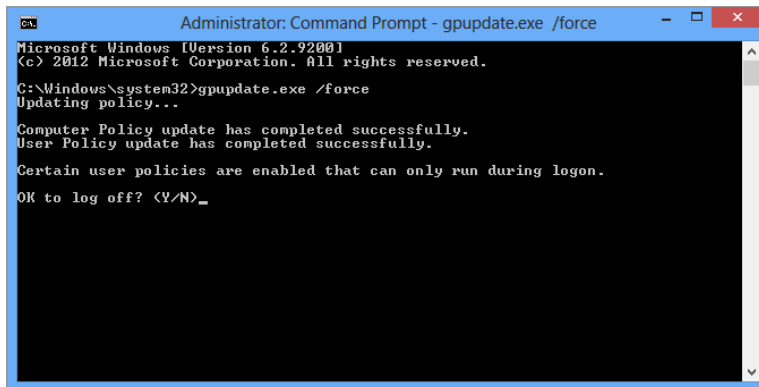 Administrator: Command Prompt - gpupdate.exe /force
Microsoft Windows [Version 6.2.9200]
(c) 2012 Microsoft Corporation. All rights reserved.
C:\Windows\system32>gpupdate.exe /force
Updating policy...
Computer Policy update has completed successfully.
User Policy update has completed successfully.
Certain user policies are enabled that can only run during logon.
OK to log off? (Y/N)_